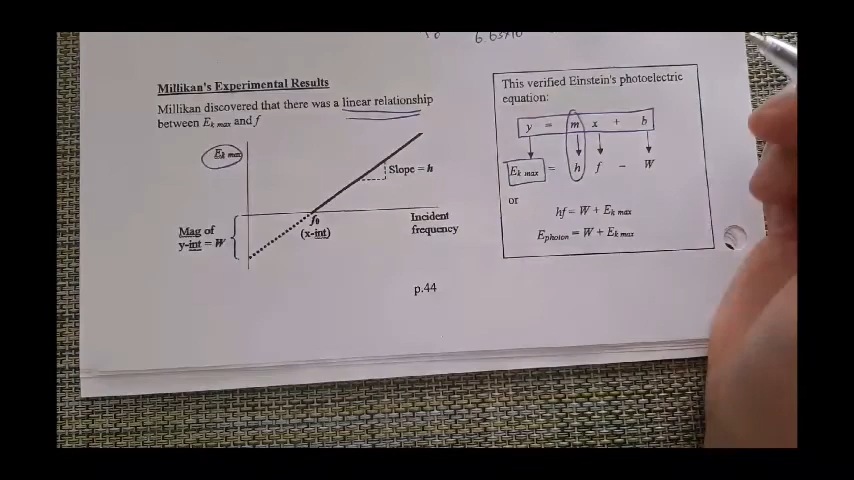 6.63x10
Millikan's Experimental Results
Millikan discovered that there was a linear relationship
between Ek max and f
Ek max
Slope = h
f0
(x-int)
Incident
frequency
Mag of
y-int = W
This verified Einstein's photoelectric
equation:
y = m x + b
Ek max = h f - W
or
hf = W + Ek max
Ephoton = W + Ek max
p.44